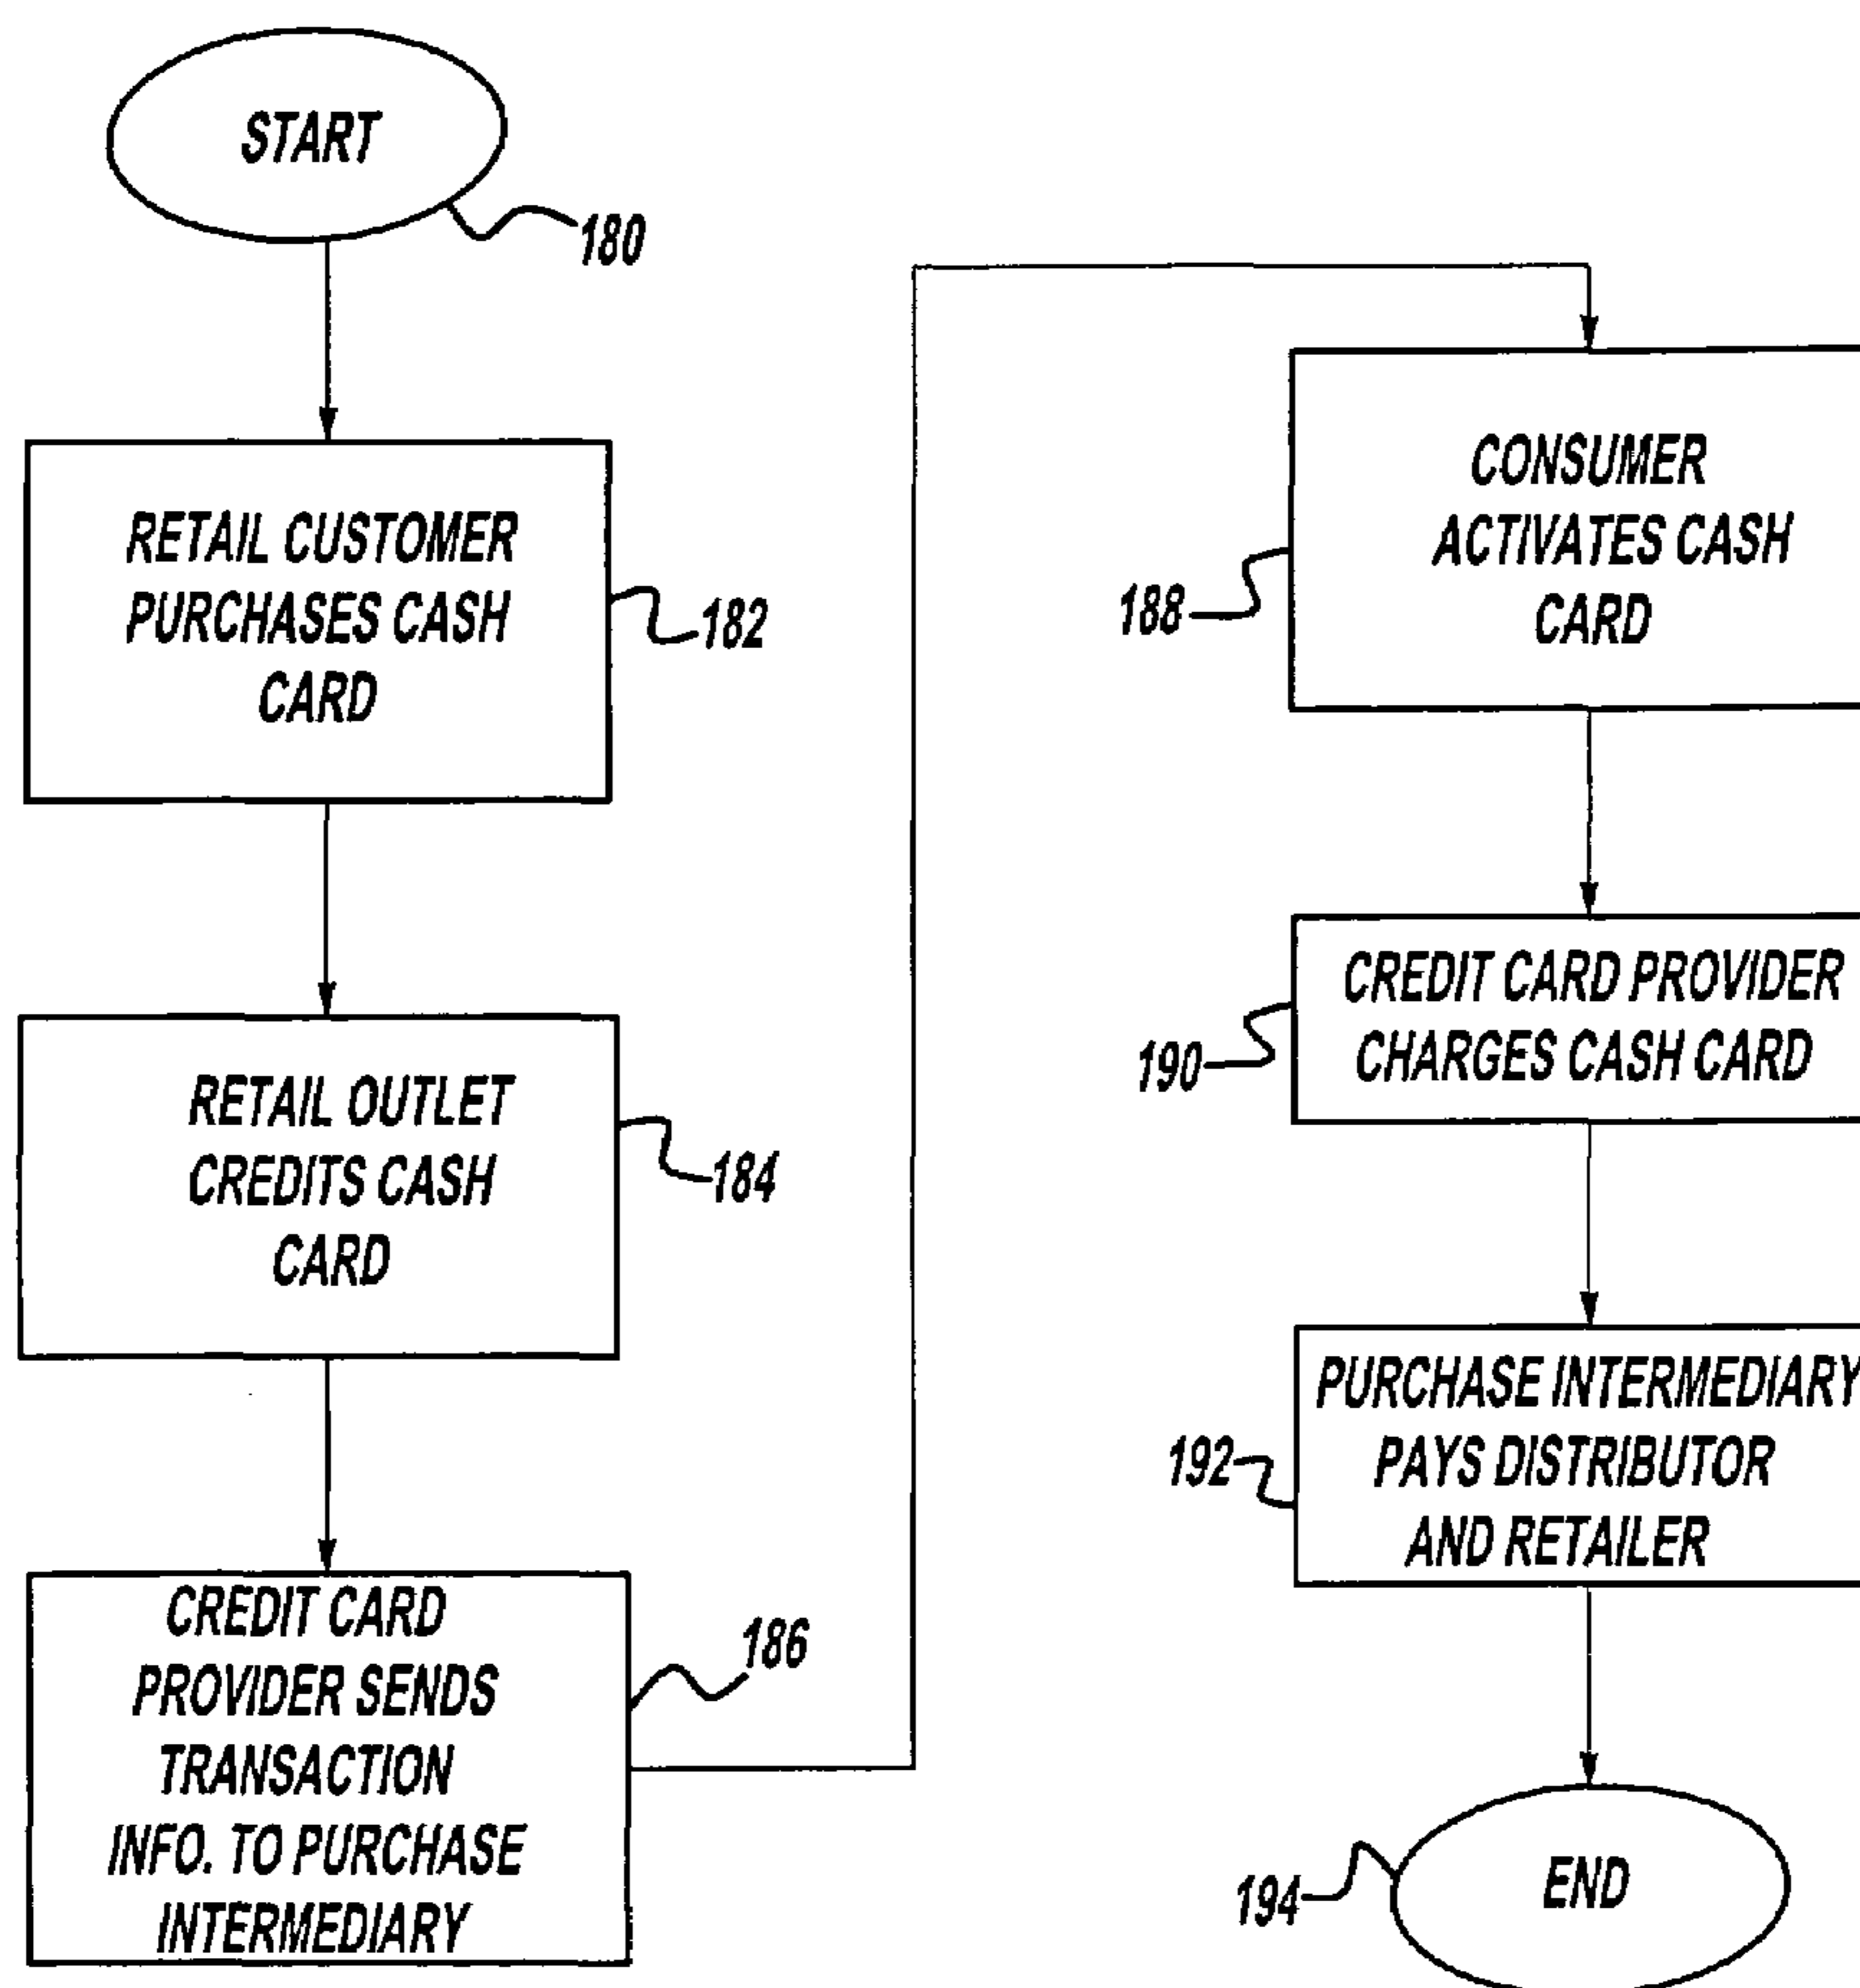 START
180
RETAIL CUSTOMER
PURCHASES CASH
CARD
182
RETAIL OUTLET
CREDITS CASH
CARD
184
CREDIT CARD
PROVIDER SENDS
TRANSACTION
INFO. TO PURCHASE
INTERMEDIARY
186
CONSUMER
ACTIVATES CASH
CARD
188
CREDIT CARD PROVIDER
CHARGES CASH CARD
190
PURCHASE INTERMEDIARY
PAYS DISTRIBUTOR
AND RETAILER
192
END
194